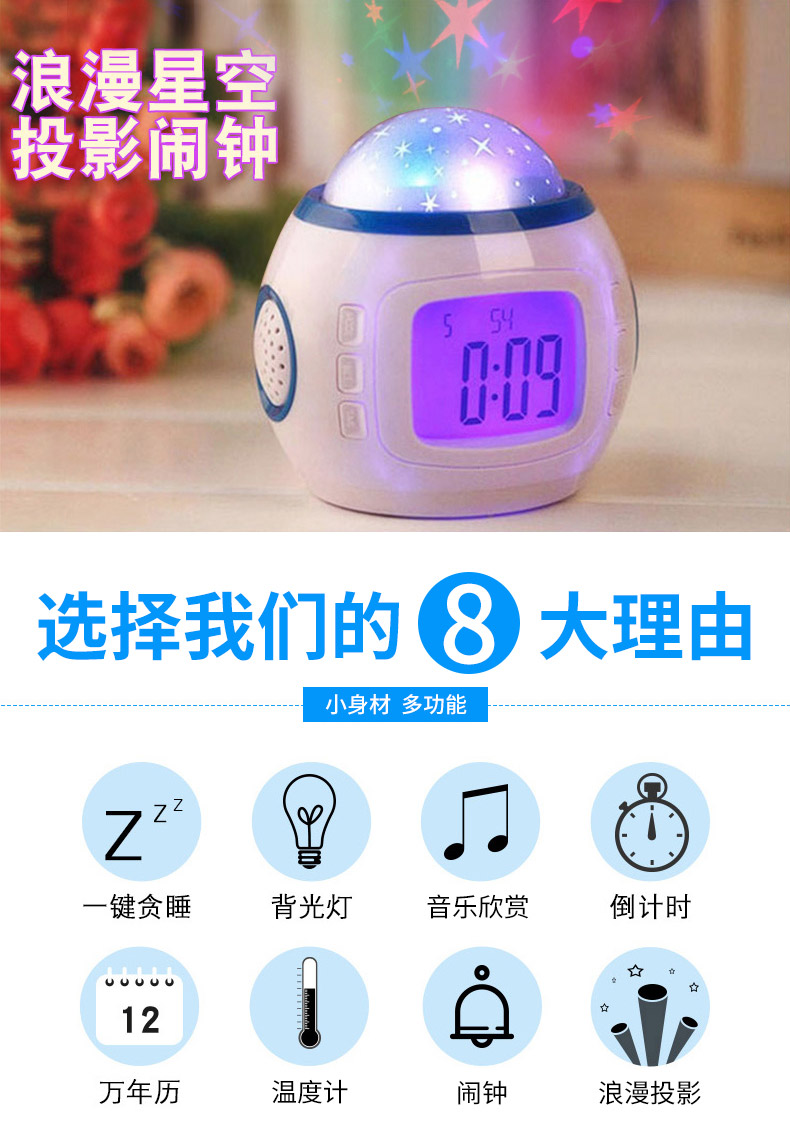 浪漫星空
投影闹钟
5 54
0:09
选择我们的8大理由
小身材 多功能
Z Z Z
一键贪睡
背光灯
音乐欣赏
倒计时
12
万年历
温度计
闹钟
浪漫投影